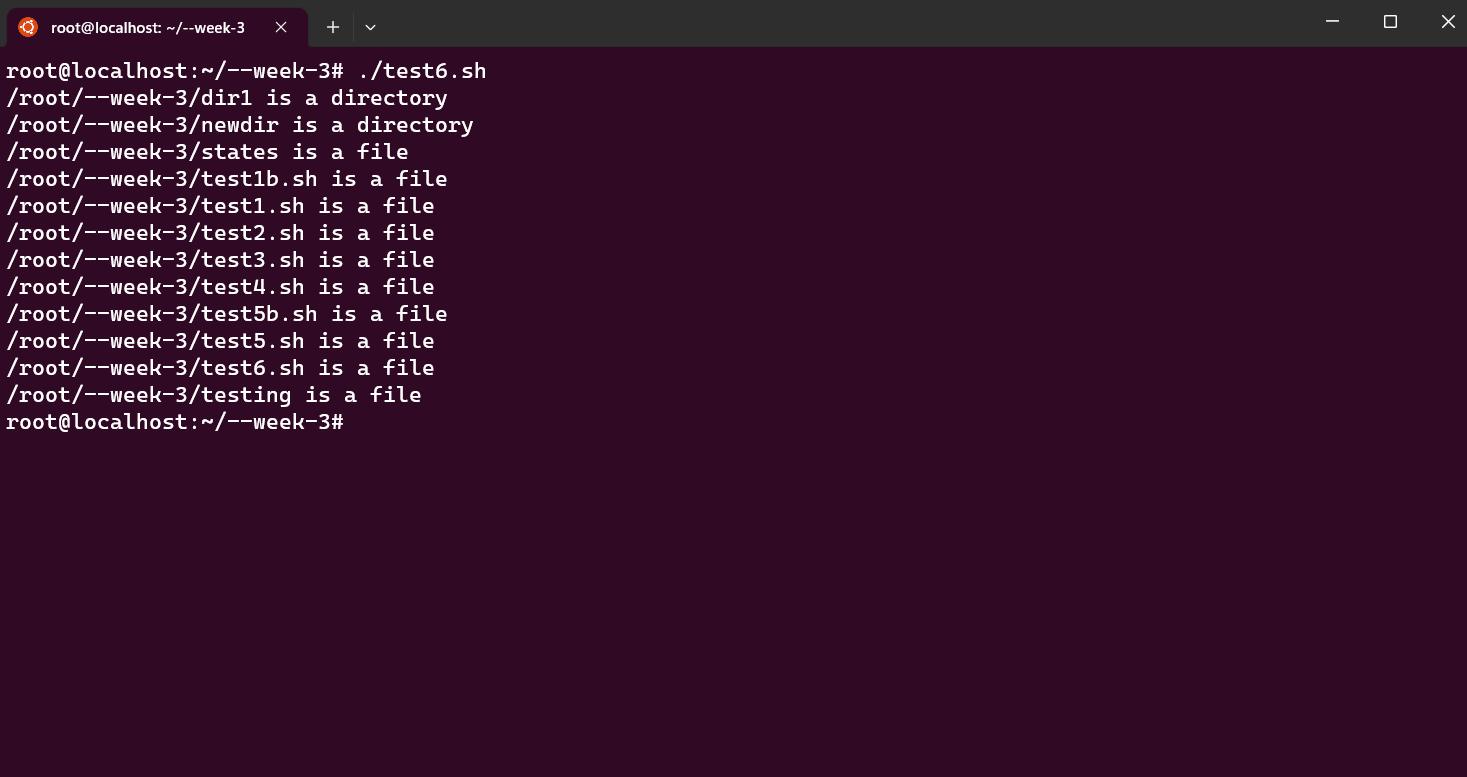 root@localhost: ~/--week-3
root@localhost:~/--week-3# ./test6.sh
/root/--week-3/dir1 is a directory
/root/--week-3/newdir is a directory
/root/--week-3/states is a file
/root/--week-3/test1b.sh is a file
/root/--week-3/test1.sh is a file
/root/--week-3/test2.sh is a file
/root/--week-3/test3.sh is a file
/root/--week-3/test4.sh is a file
/root/--week-3/test5b.sh is a file
/root/--week-3/test5.sh is a file
/root/--week-3/test6.sh is a file
/root/--week-3/testing is a file
root@localhost:~/--week-3#